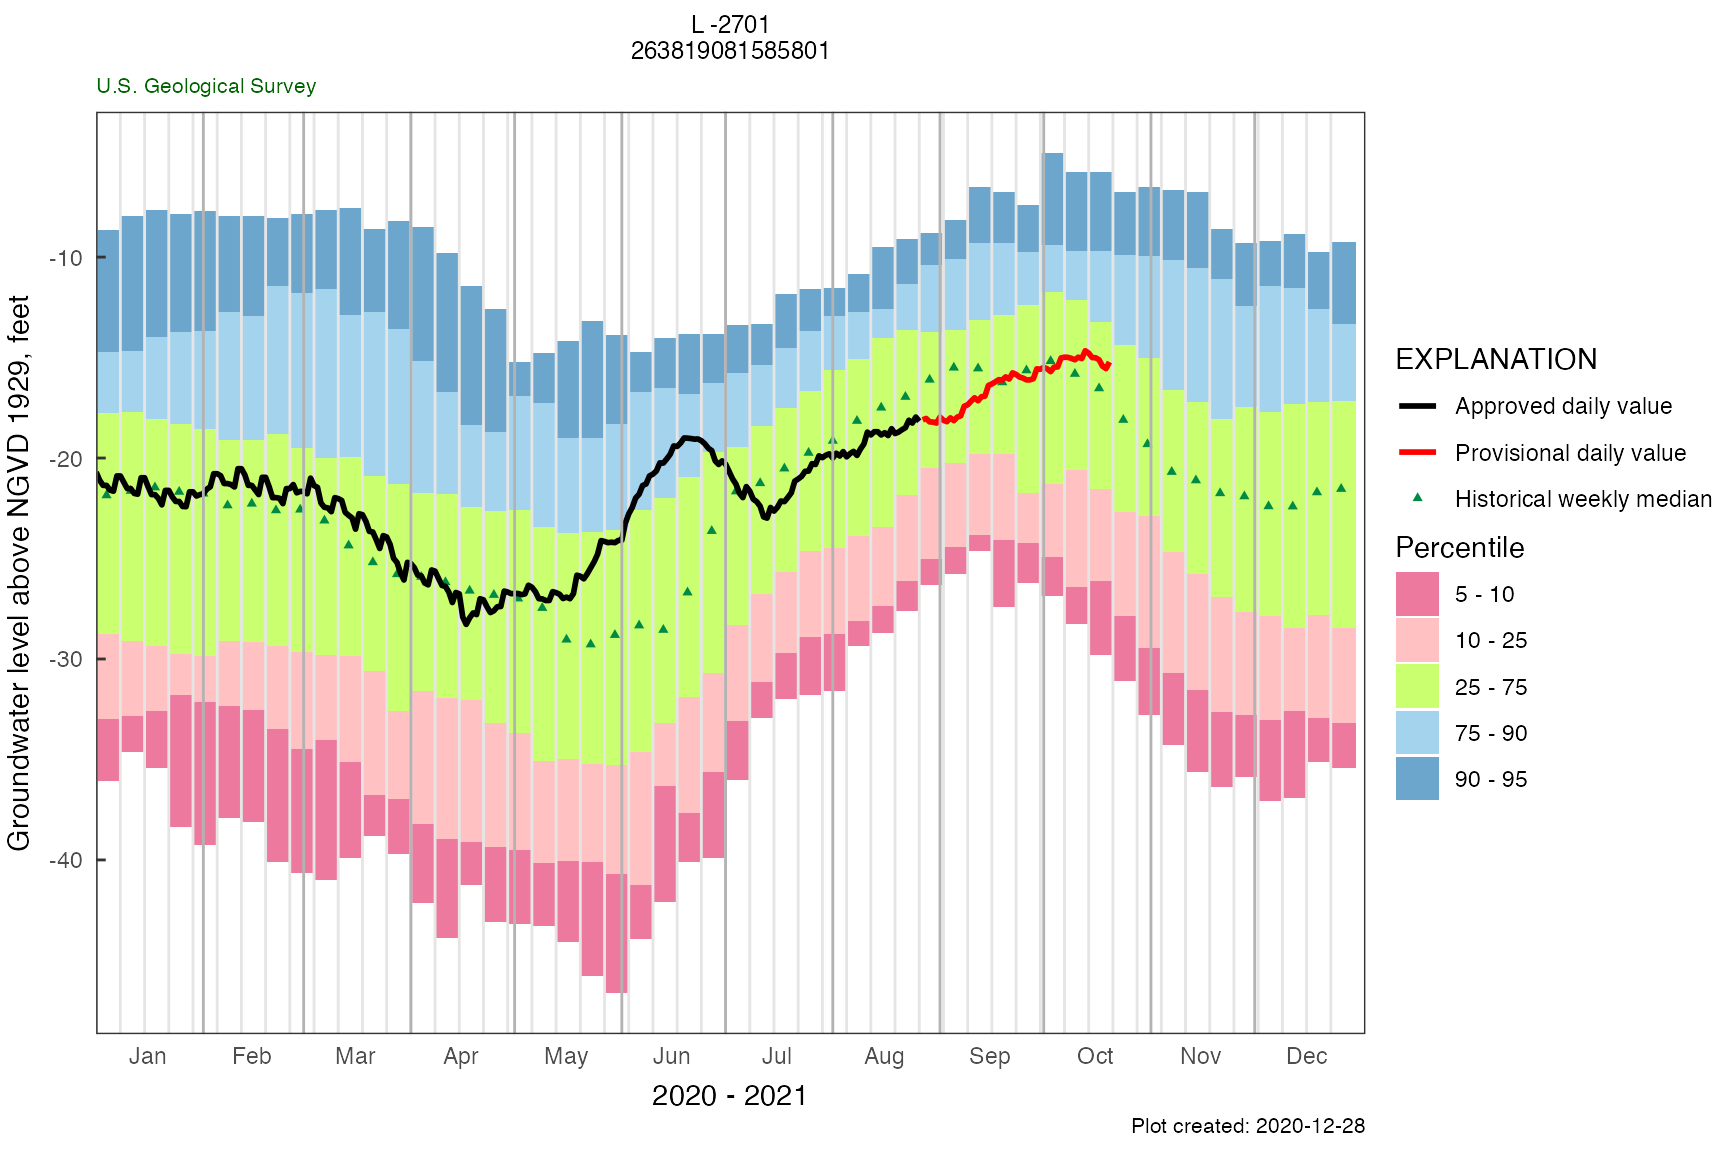 L -2701
263819081585801
U.S. Geological Survey
Groundwater level above NGVD 1929, feet
-10
-20
-30
-40
Jan Feb Mar Apr May Jun Jul Aug Sep Oct Nov Dec
2020 - 2021
Plot created: 2020-12-28
EXPLANATION
Approved daily value
Provisional daily value
Historical weekly median
Percentile
5 - 10
10 - 25
25 - 75
75 - 90
90 - 95